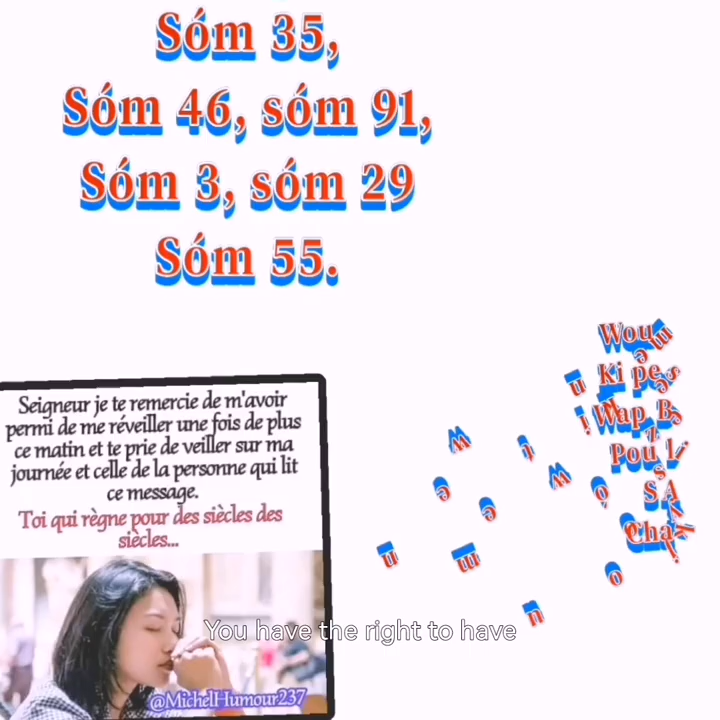 Sóm 35,
Sóm 46, sóm 91,
Sóm 3, sóm 29
Sóm 55.
Seigneur je te remercie de m'avoir
permi de me réveiller une fois de plus
ce matin et te prie de veiller sur ma
journée et celle de la personne qui lit
ce message.
Toi qui règne pour des siècles des
siècles...
@MichelHumour237
You have the right to have
Ki
Wap
Pou